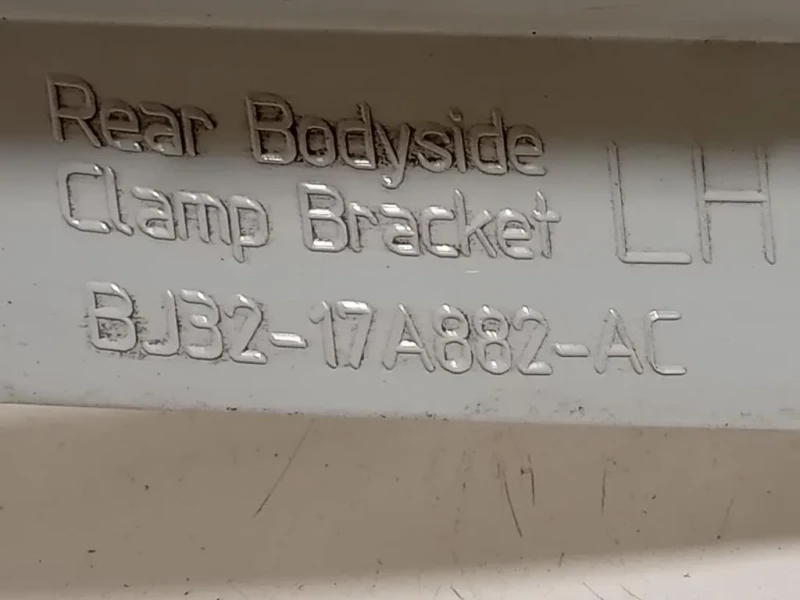 Rear Bodyside
Clamp Bracket LH
BJ32-17A882-AC